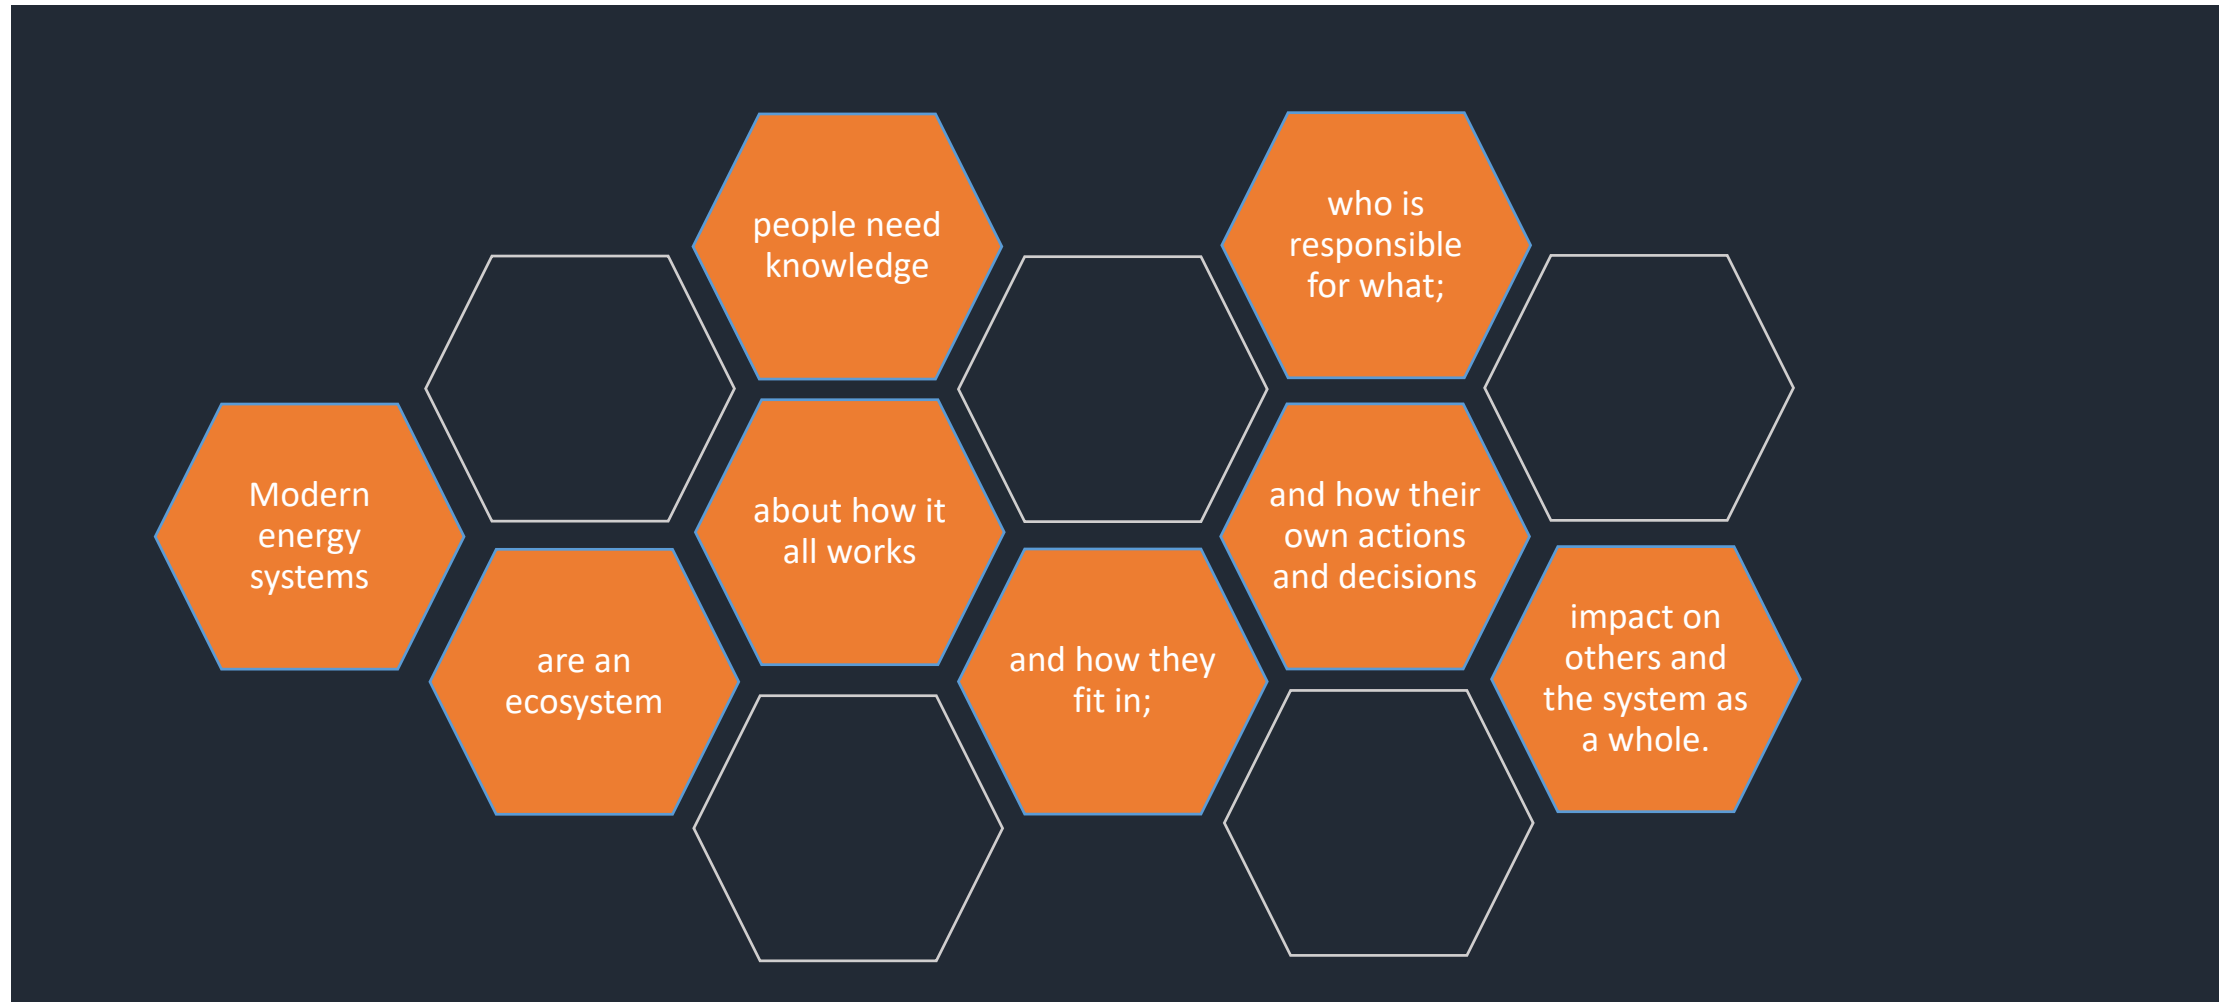 Modern
energy
systems
are an
ecosystem
people need
knowledge
about how it
all works
and how they
fit in;
who is
responsible
for what;
and how their
own actions
and decisions
impact on
others and
the system as
a whole.